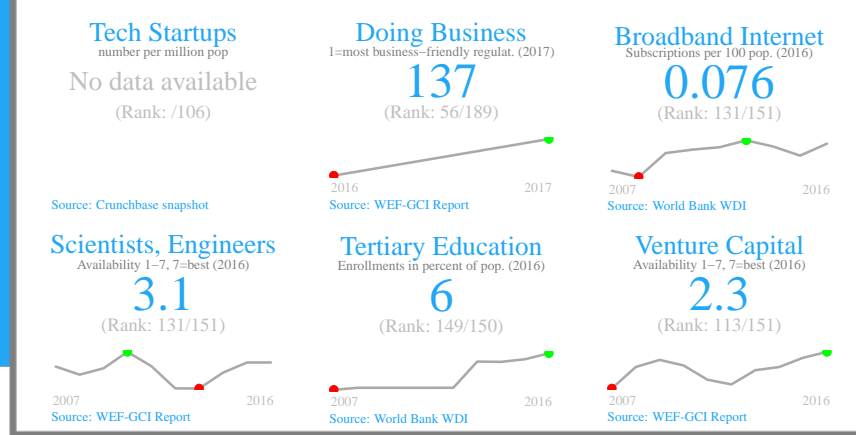 Tech Startups
number per million pop
No data available
(Rank: /106)
Source: Crunchbase snapshot
Doing Business
1=most business−friendly regulat. (2017)
137
(Rank: 56/189)
2016
2017
Source: WEF-GCI Report
Broadband Internet
Subscriptions per 100 pop. (2016)
0.076
(Rank: 131/151)
2007
2016
Source: World Bank WDI
Scientists, Engineers
Availability 1−7, 7=best (2016)
3.1
(Rank: 131/151)
2007
2016
Source: WEF-GCI Report
Tertiary Education
Enrollments in percent of pop. (2016)
6
(Rank: 149/150)
2007
2016
Source: World Bank WDI
Venture Capital
Availability 1−7, 7=best (2016)
2.3
(Rank: 113/151)
2007
2016
Source: WEF-GCI Report